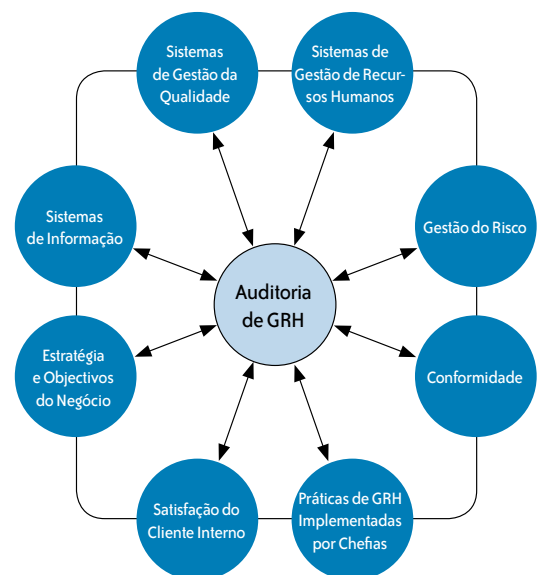 Sistemas
de Gestão da
Qualidade
Sistemas de
Gestão de Recur-
sos Humanos
Sistemas
de Informação
Gestão do Risco
Auditoria
de GRH
Estratégia
e Objectivos
do Negócio
Conformidade
Satisfação do
Cliente Interno
Práticas de GRH
Implementadas
por Chefias